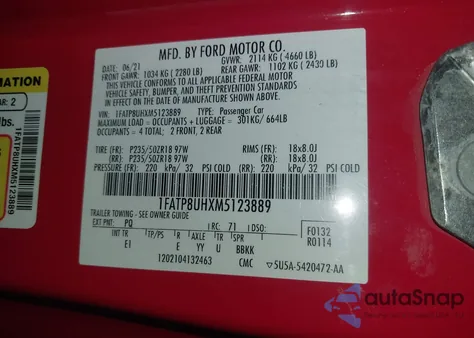 MFD. BY FORD MOTOR CO.
DATE: 06/21 GVWR: 2114 KG (4660 LB)
FRONT GAWR: 1034 KG (2280 LB) REAR GAWR: 1102 KG (2430 LB)
THIS VEHICLE CONFORMS TO ALL APPLICABLE FEDERAL MOTOR
VEHICLE SAFETY, BUMPER, AND THEFT PREVENTION STANDARDS
IN EFFECT ON THE DATE OF MANUFACTURE SHOWN ABOVE.
VIN: 1FATP8UHXM5123889 TYPE: Passenger Car
MAXIMUM LOAD = OCCUPANTS + LUGGAGE = 301KG/ 664LB
OCCUPANTS = 4 TOTAL: 2 FRONT, 2 REAR
TIRE (FR): P235/50ZR18 97W RIMS (FR): 18x8.0J
TIRE (RR): P235/50ZR18 97W RIMS (RR): 18x8.0J
PRESSURE (FR): 220 kPa/ 32 PSI COLD (RR): 220 kPa/ 32 PSI COLD
1FATP8UHXM5123889
TRAILER TOWING - SEE OWNER GUIDE
EXT PNT: PQ RC: 71 DSO: F0132
R0114
INT TR TP/PS R AXLE TR SPR
EI E YY U BBKK
1202104132463 CMC 5U5A-5420472-AA
RMATION
AR: 2
1FATP8UHXM5123889
autoSnap